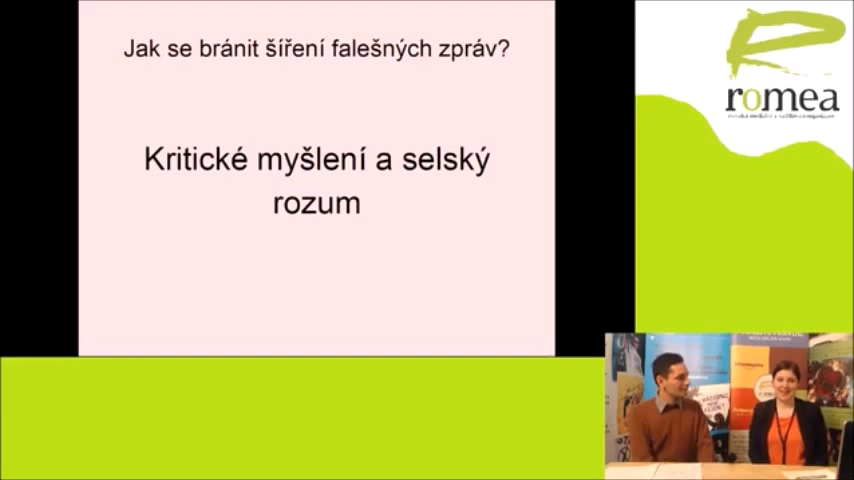 Jak se bránit šíření falešných zpráv?
Kritické myšlení a selský
rozum
romea